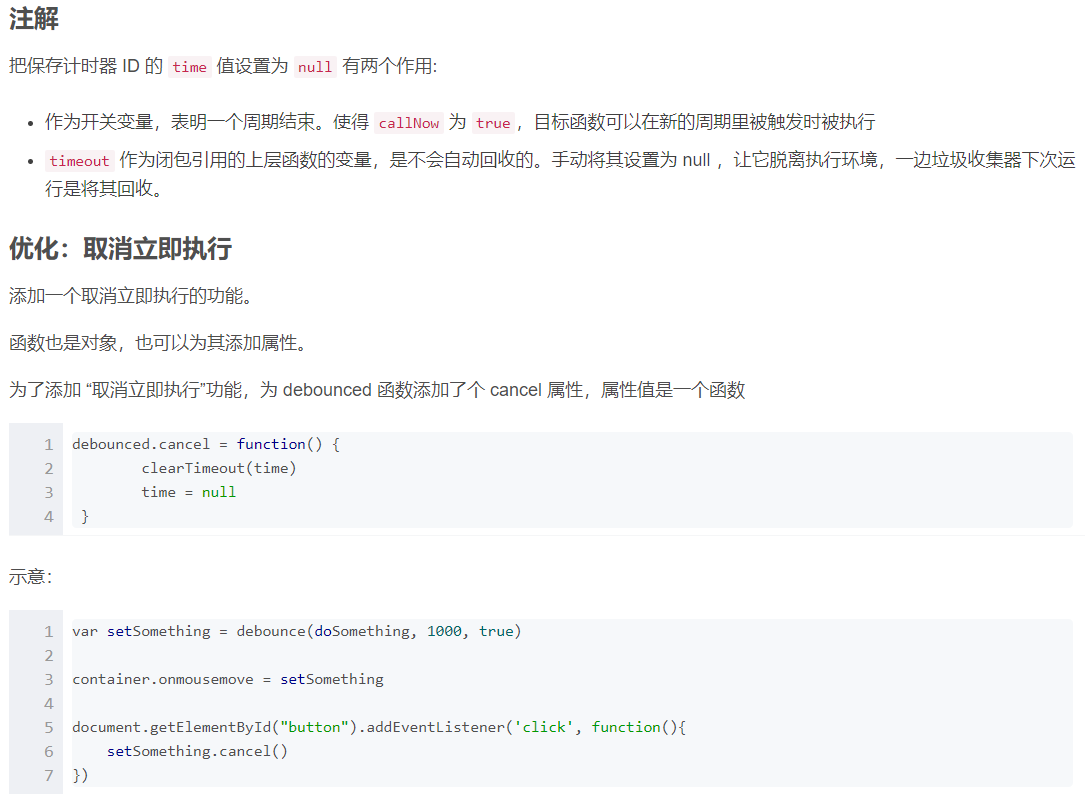 注解
把保存计时器 ID 的 time 值设置为 null 有两个作用:
作为开关变量，表明一个周期结束。使得 callNow 为 true，目标函数可以在新的周期里被触发时被执行
timeout 作为闭包引用的上层函数的变量，是不会自动回收的。手动将其设置为 null ，让它脱离执行环境，一边垃圾收集器下次运
行是将其回收。
优化：取消立即执行
添加一个取消立即执行的功能。
函数也是对象，也可以为其添加属性。
为了添加 “取消立即执行”功能，为 debounced 函数添加了个 cancel 属性，属性值是一个函数
1 debounced.cancel = function() {
2         clearTimeout(time)
3         time = null
4  }
示意：
1 var setSomething = debounce(doSomething, 1000, true)
2
3 container.onmousemove = setSomething
4
5 document.getElementById("button").addEventListener('click', function(){
6     setSomething.cancel()
7 })